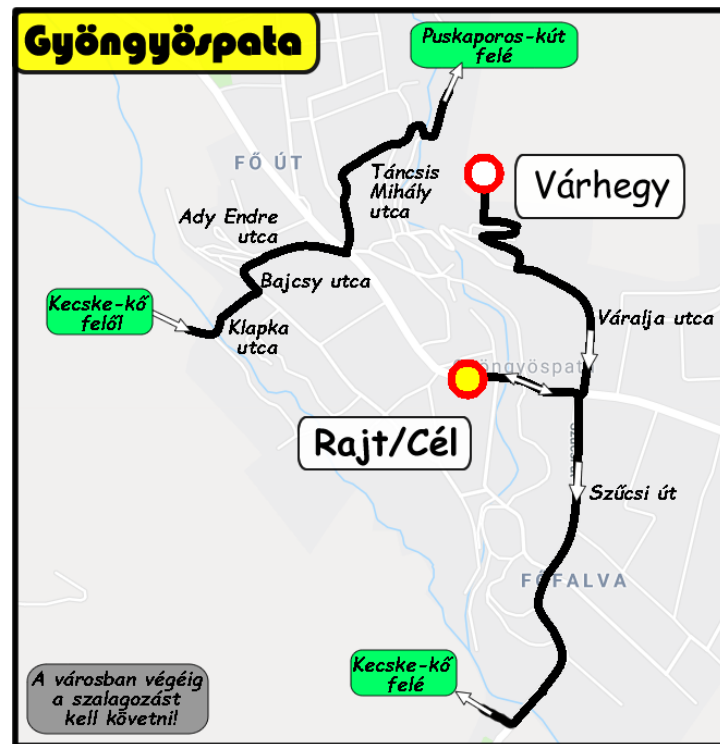 Gyöngyöspata
Puskaporos-kút
felé
FŐ ÚT
Táncsis
Mihály
utca
Várhegy
Ady Endre
utca
Bajcsy utca
Kecske-kő
felől
Klapka
utca
Váralja utca
Gyöngyöspata
Rajt/Cél
Szűcsi út
FŐFALVA
Kecske-kő
felé
A városban végéig
a szalagozást
kell követni!